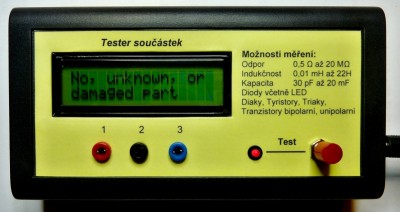 Tester součástek
No, unknown, or
damaged part
1 2 3
Možnosti měření:
Odpor 0,5 Ω až 20 MΩ
Indukčnost 0,01 mH až 22H
Kapacita 30 pF až 20 mF
Diody včetně LED
Diaky, Tyristory, Triaky,
Tranzistory bipolarní, unipolarní
Test